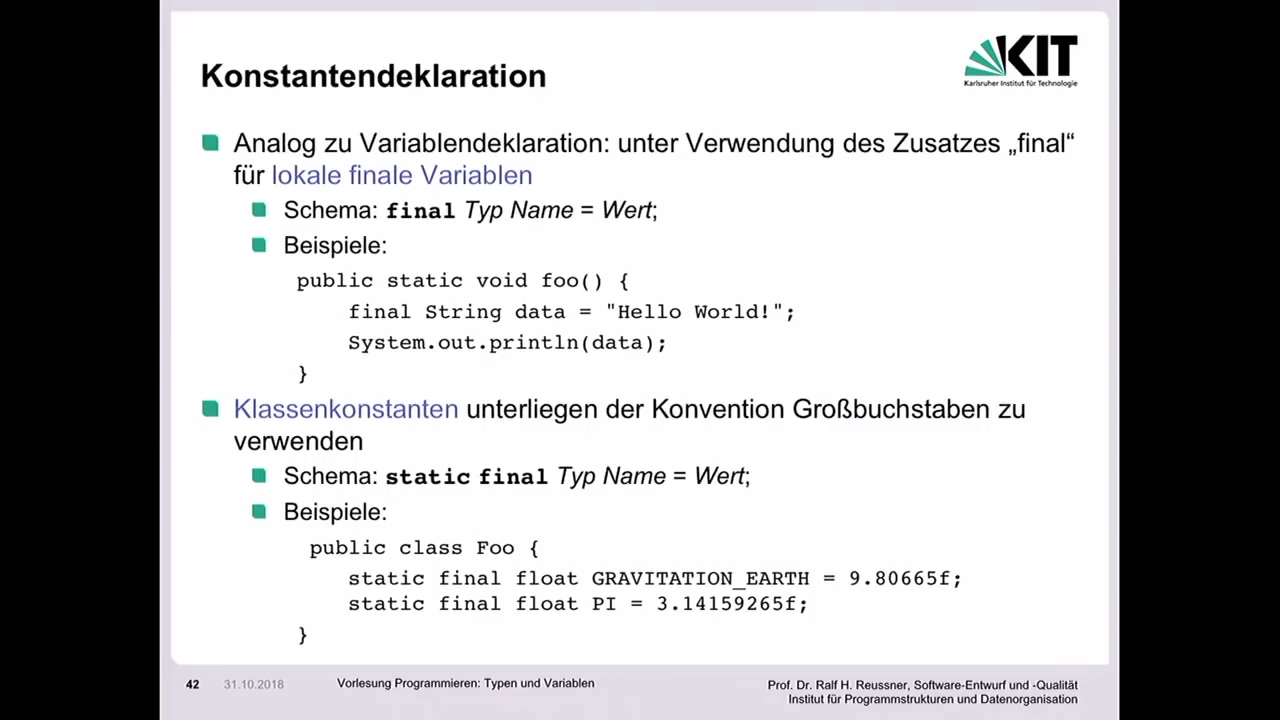 Konstantendeklaration
KIT
Karlsruher Institut für Technologie
Analog zu Variablendeklaration: unter Verwendung des Zusatzes „final“
für lokale finale Variablen
Schema: final Typ Name = Wert;
Beispiele:
public static void foo() {
final String data = "Hello World!";
System.out.println(data);
}
Klassenkonstanten unterliegen der Konvention Großbuchstaben zu
verwenden
Schema: static final Typ Name = Wert;
Beispiele:
public class Foo {
static final float GRAVITATION_EARTH = 9.80665f;
static final float PI = 3.14159265f;
}
42 31.10.2018 Vorlesung Programmieren: Typen und Variablen
Prof. Dr. Ralf H. Reussner, Software-Entwurf und -Qualität
Institut für Programmstrukturen und Datenorganisation